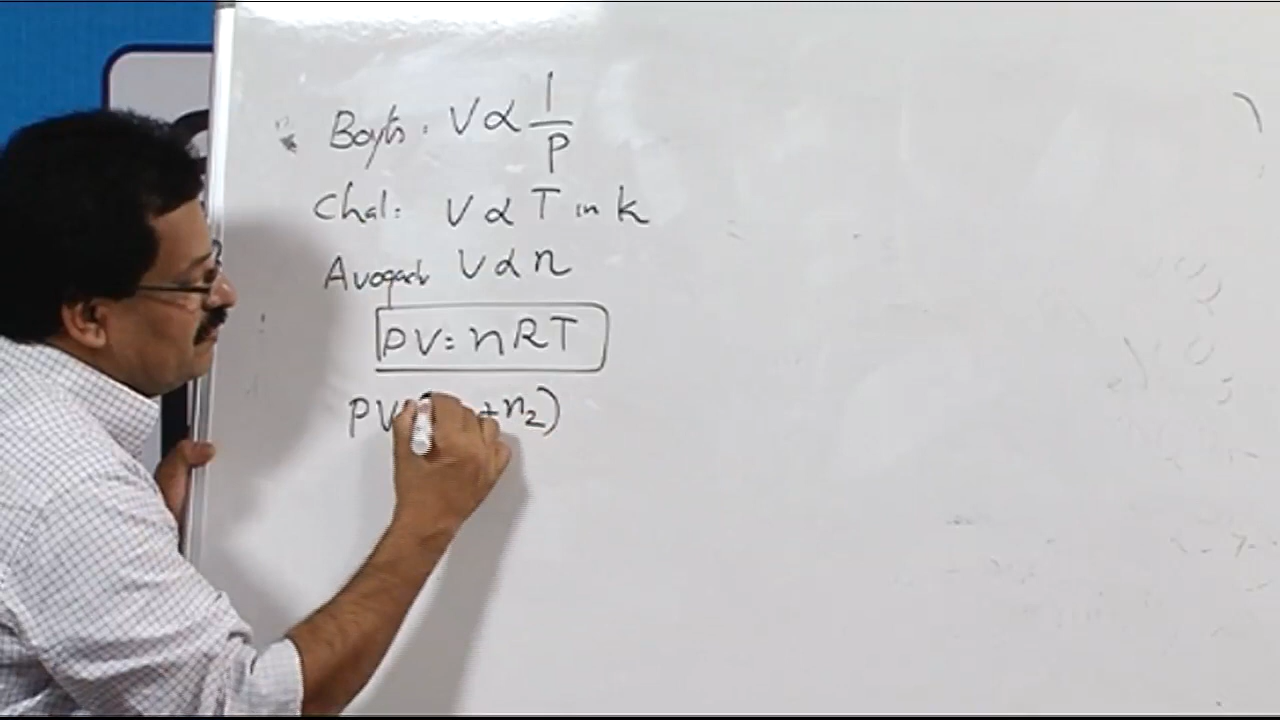 Boyls: V ∝ 1/P
Chal: V ∝ T in k
Avogad V ∝ n
PV = nRT
PV +n₂)